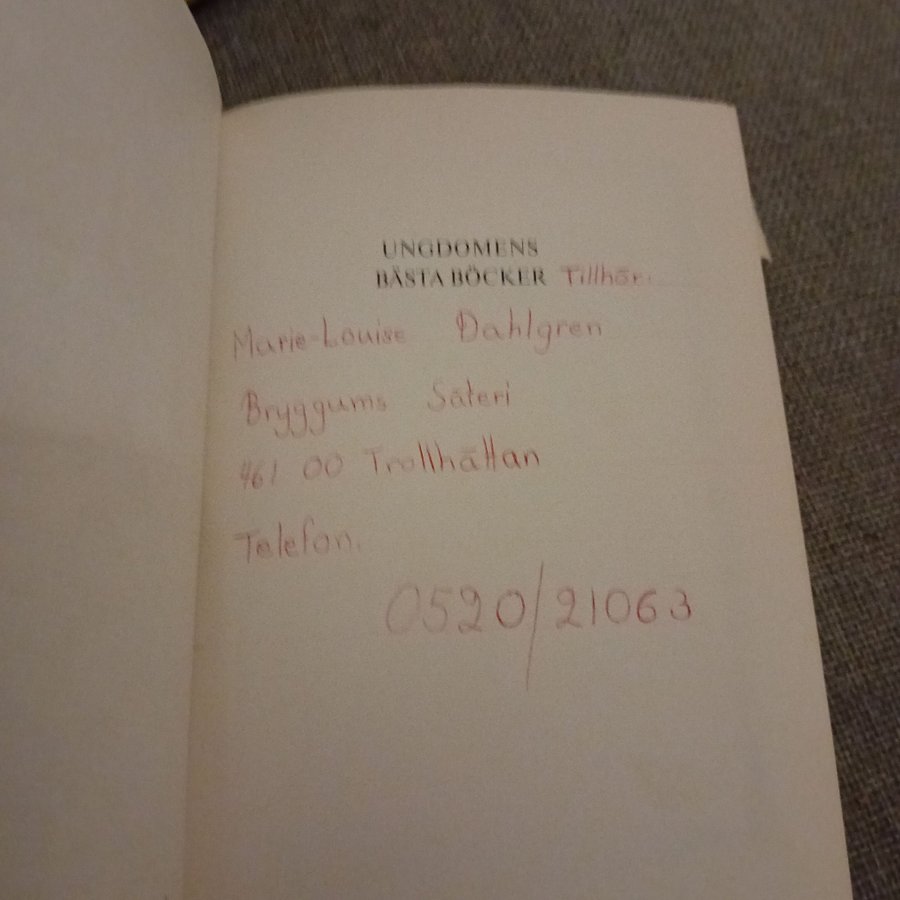 UNGDOMENS
BÄSTA BÖCKER Tillhör.
Marie-Louise Dahlgren
Bryggums Säteri
461 00 Trollhättan
Telefon.
0520/21063